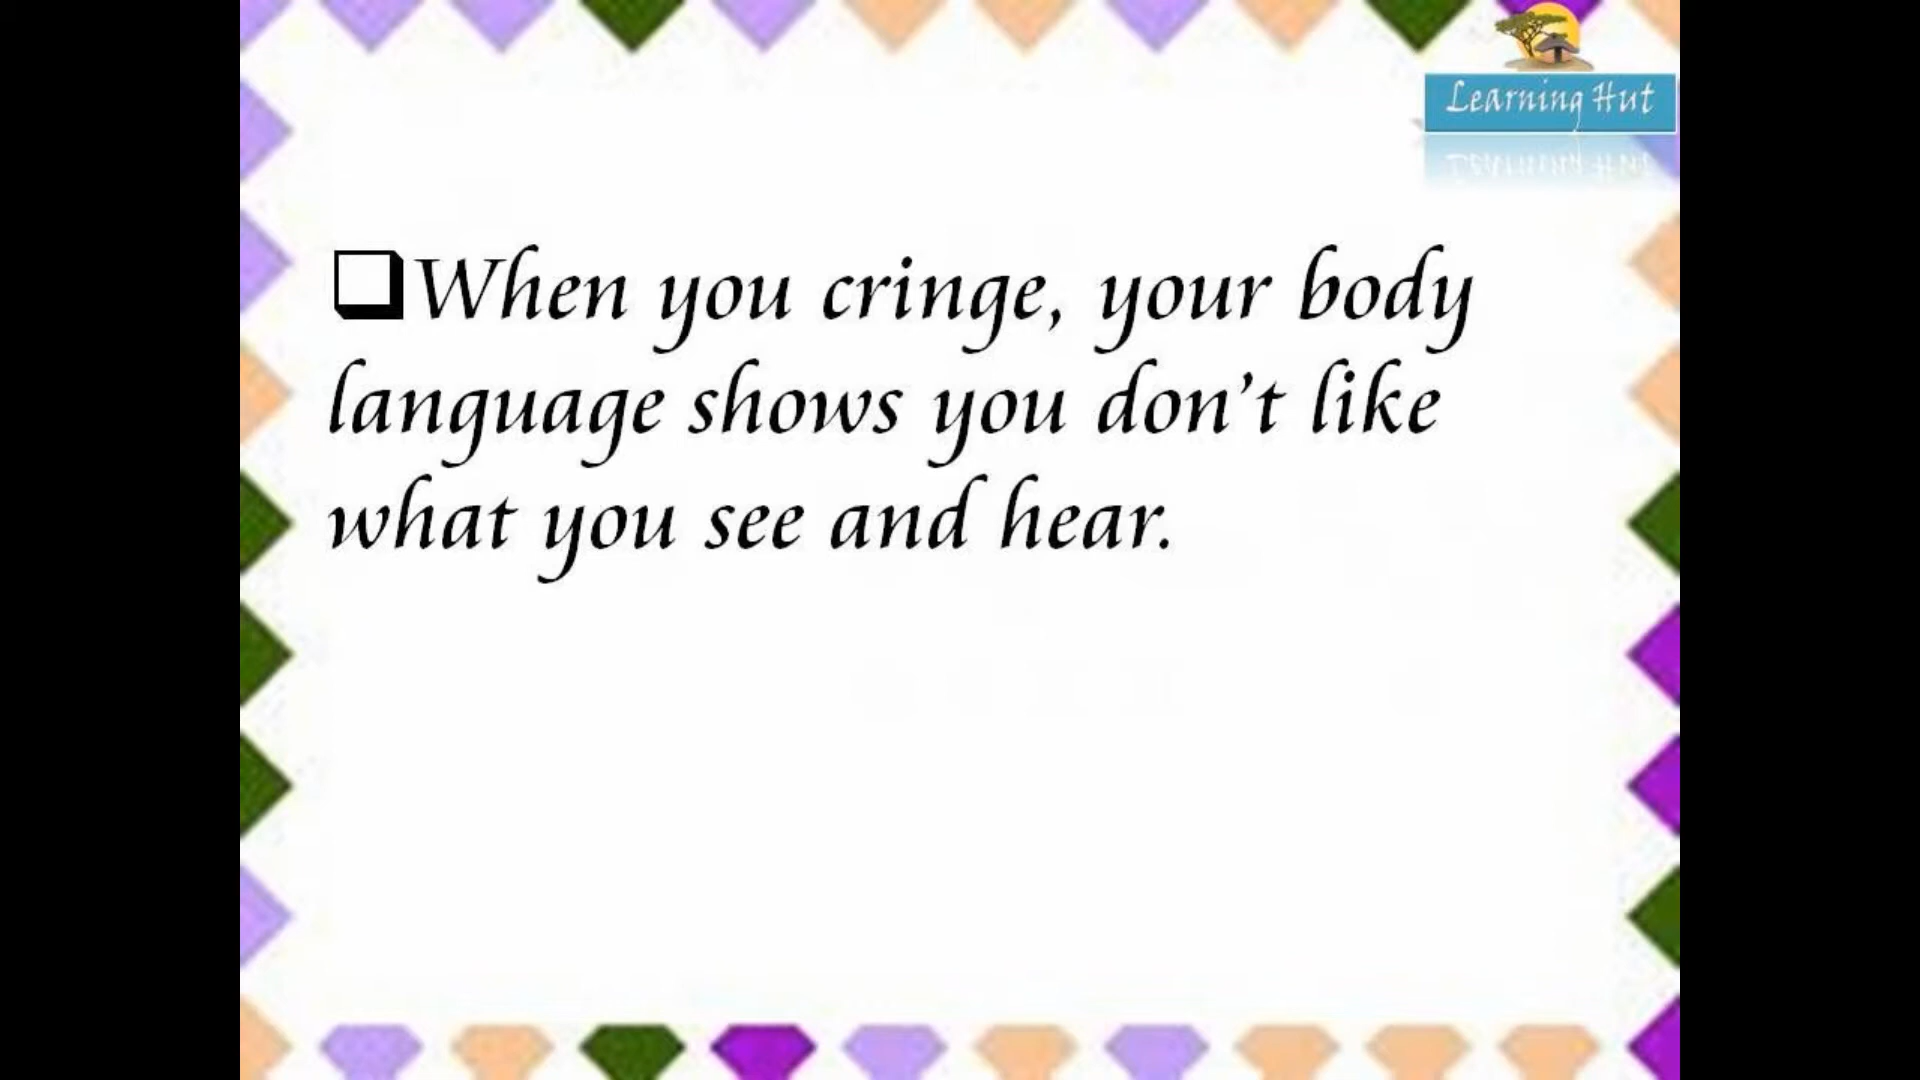 Learning Hut
When you cringe, your body
language shows you don't like
what you see and hear.